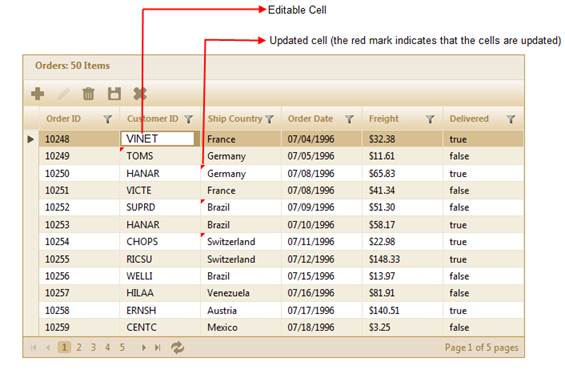 Editable Cell
Updated cell (the red mark indicates that the cells are updated)
Orders: 50 Items
Order ID Customer ID Ship Country Order Date Freight Delivered
10248 VINET France 07/04/1996 $32.38 true
10249 TOMS Germany 07/05/1996 $11.61 false
10250 HANAR Germany 07/08/1996 $65.83 true
10251 VICTE France 07/08/1996 $41.34 false
10252 SUPRD Brazil 07/09/1996 $51.30 false
10253 HANAR Brazil 07/10/1996 $58.17 true
10254 CHOPS Switzerland 07/11/1996 $22.98 true
10255 RICSU Switzerland 07/12/1996 $148.33 true
10256 WELLI Brazil 07/15/1996 $13.97 false
10257 HILAA Venezuela 07/16/1996 $81.91 false
10258 ERNSH Austria 07/17/1996 $140.51 true
10259 CENTC Mexico 07/18/1996 $3.25 false
1 2 3 4 5 Page 1 of 5 pages